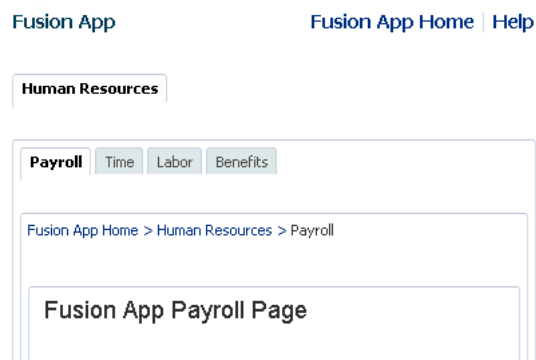 Fusion App Fusion App Home Help
Human Resources
Payroll Time Labor Benefits
Fusion App Home > Human Resources > Payroll
Fusion App Payroll Page